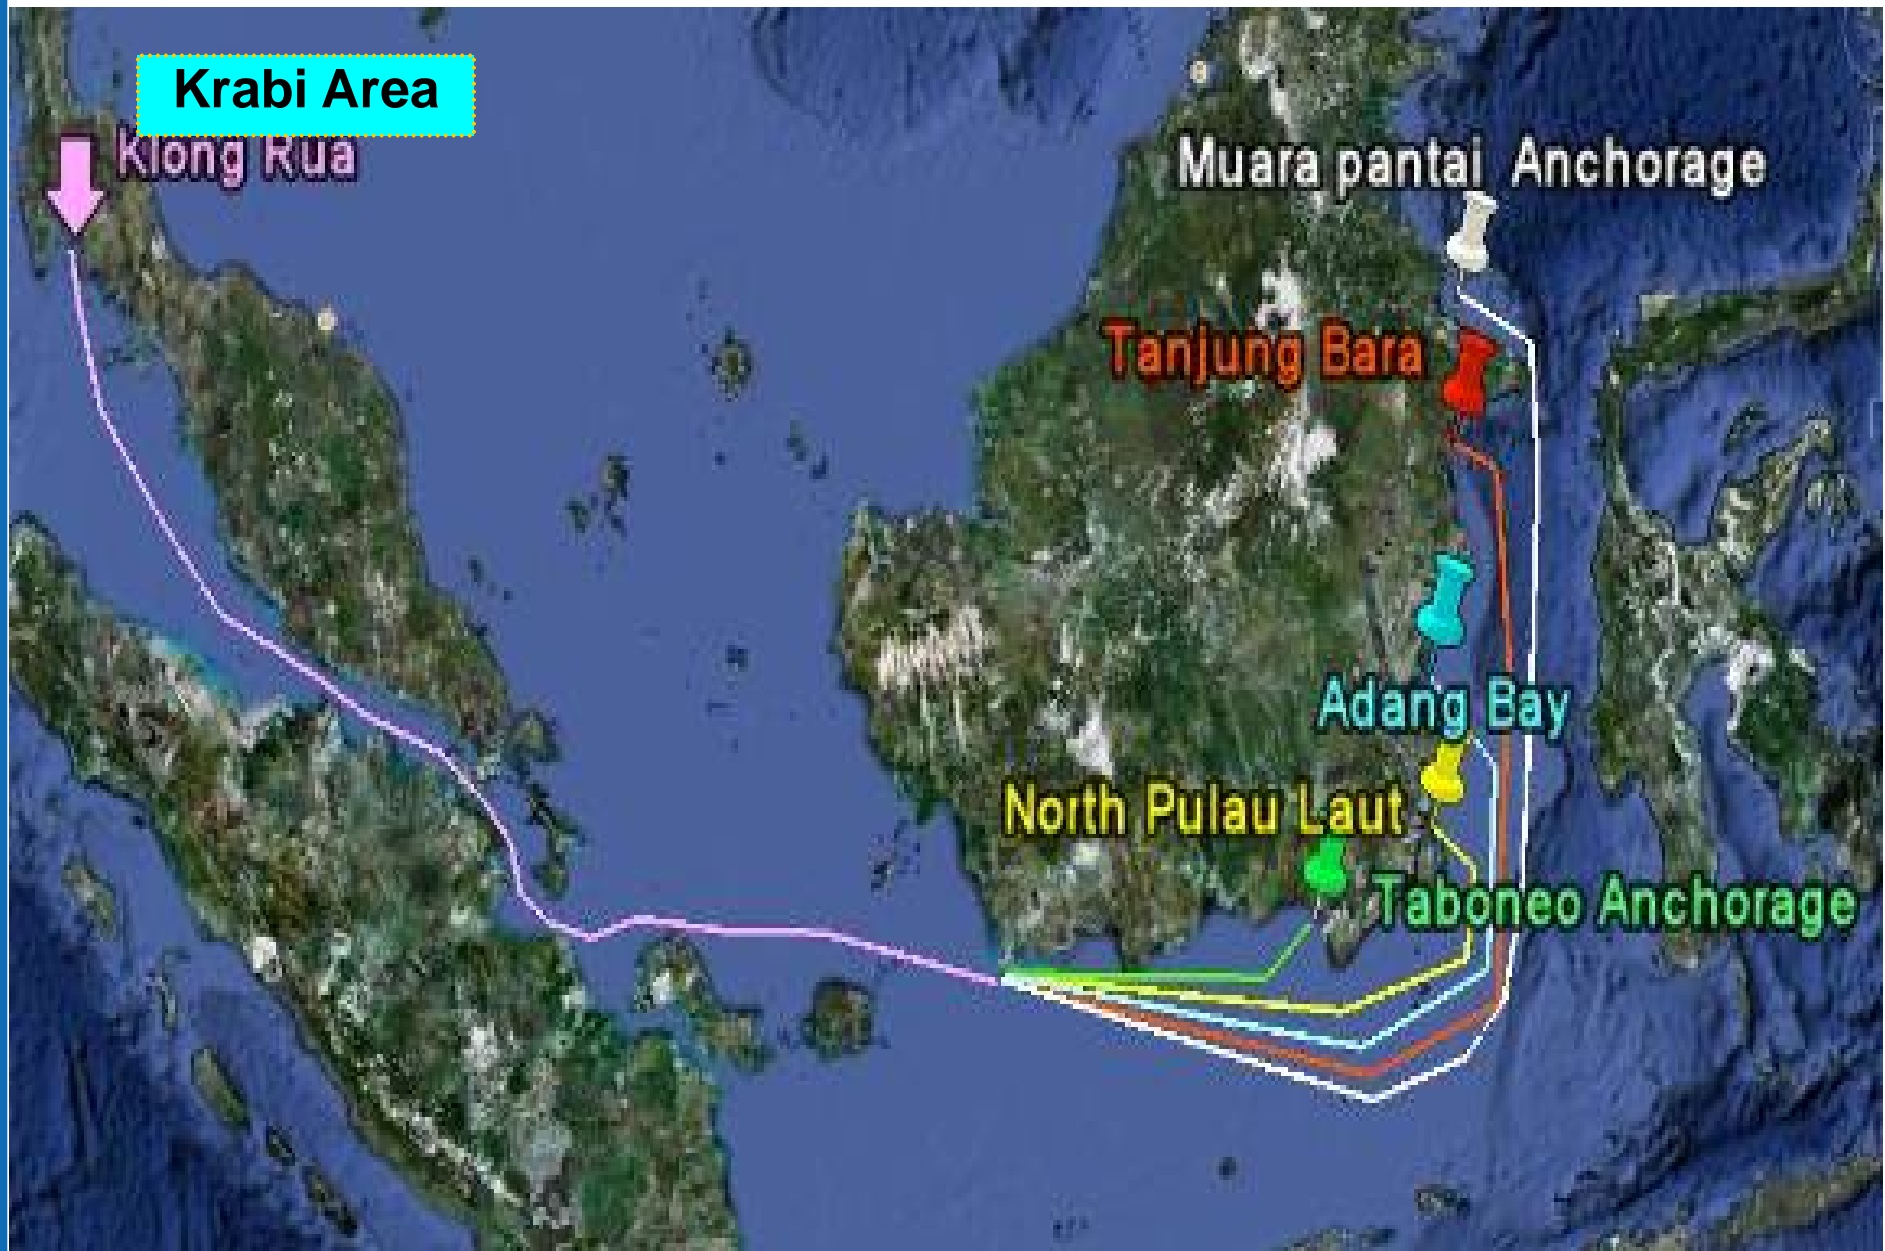 Krabi Area
Klong Rua
Muara pantai Anchorage
Tanjung Bara
Adang Bay
North Pulau Laut
Taboneo Anchorage